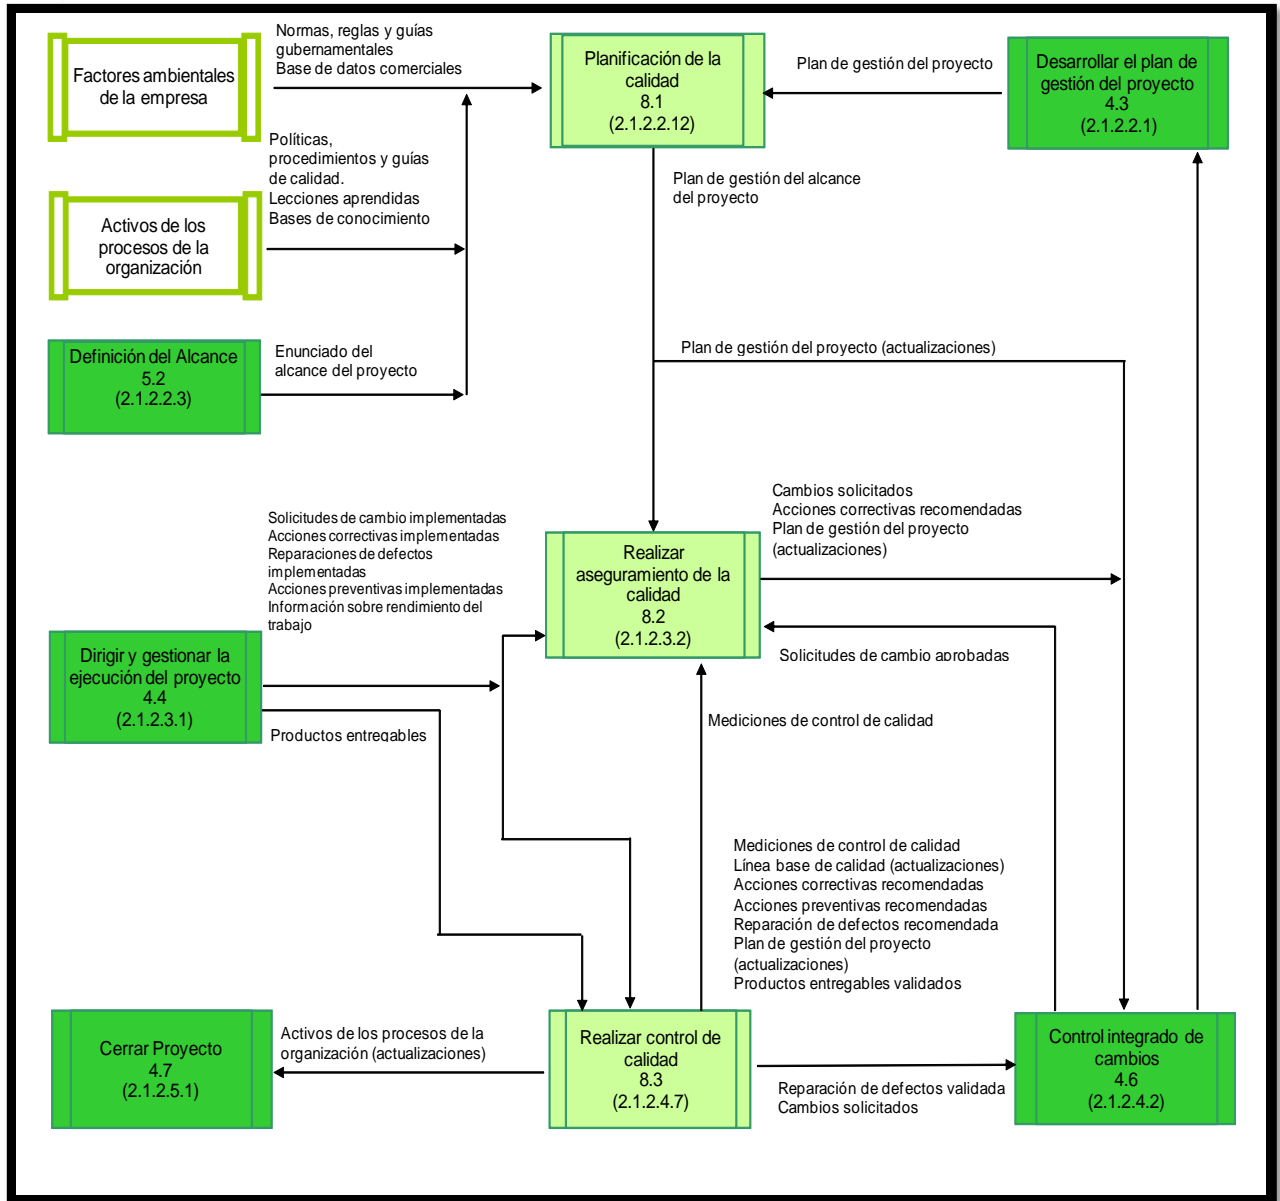 Factores ambientales
de la empresa
Normas, reglas y guías
gubernamentales
Base de datos comerciales
Planificación de la
calidad
8.1
(2.1.2.2.12)
Plan de gestión del proyecto
Desarrollar el plan de
gestión del proyecto
4.3
(2.1.2.2.1)
Políticas,
procedimientos y guías
de calidad.
Lecciones aprendidas
Bases de conocimiento
Activos de los
procesos de la
organización
Plan de gestión del alcance
del proyecto
Definición del Alcance
5.2
(2.1.2.2.3)
Enunciado del
alcance del proyecto
Plan de gestión del proyecto (actualizaciones)
Solicitudes de cambio implementadas
Acciones correctivas implementadas
Reparaciones de defectos
implementadas
Acciones preventivas implementadas
Información sobre rendimiento del
trabajo
Realizar
aseguramiento de la
calidad
8.2
(2.1.2.3.2)
Cambios solicitados
Acciones correctivas recomendadas
Plan de gestión del proyecto
(actualizaciones)
Solicitudes de cambio aprobadas
Dirigir y gestionar la
ejecución del proyecto
4.4
(2.1.2.3.1)
Productos entregables
Mediciones de control de calidad
Mediciones de control de calidad
Línea base de calidad (actualizaciones)
Acciones correctivas recomendadas
Acciones preventivas recomendadas
Reparación de defectos recomendada
Plan de gestión del proyecto
(actualizaciones)
Productos entregables validados
Cerrar Proyecto
4.7
(2.1.2.5.1)
Activos de los procesos de la
organización (actualizaciones)
Realizar control de
calidad
8.3
(2.1.2.4.7)
Reparación de defectos validada
Cambios solicitados
Control integrado de
cambios
4.6
(2.1.2.4.2)